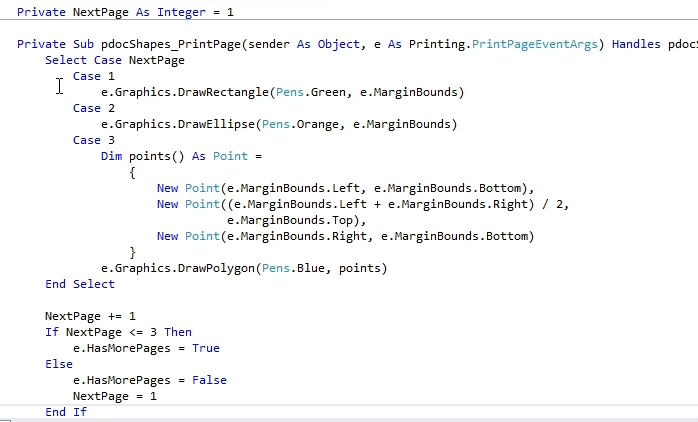 Private NextPage As Integer = 1
Private Sub pdocShapes_PrintPage(sender As Object, e As Printing.PrintPageEventArgs) Handles pdocS
Select Case NextPage
Case 1
e.Graphics.DrawRectangle(Pens.Green, e.MarginBounds)
Case 2
e.Graphics.DrawEllipse(Pens.Orange, e.MarginBounds)
Case 3
Dim points() As Point =
{
New Point(e.MarginBounds.Left, e.MarginBounds.Bottom),
New Point((e.MarginBounds.Left + e.MarginBounds.Right) / 2,
e.MarginBounds.Top),
New Point(e.MarginBounds.Right, e.MarginBounds.Bottom)
}
e.Graphics.DrawPolygon(Pens.Blue, points)
End Select
NextPage += 1
If NextPage <= 3 Then
e.HasMorePages = True
Else
e.HasMorePages = False
NextPage = 1
End If